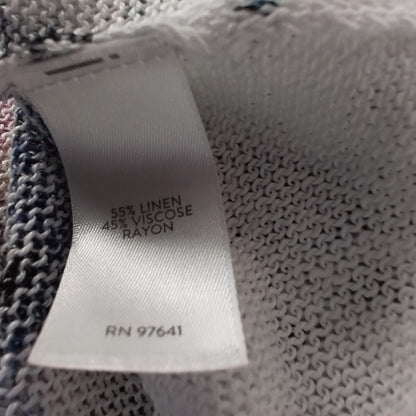 55% LINEN
45% VISCOSE
RAYON
RN 97641